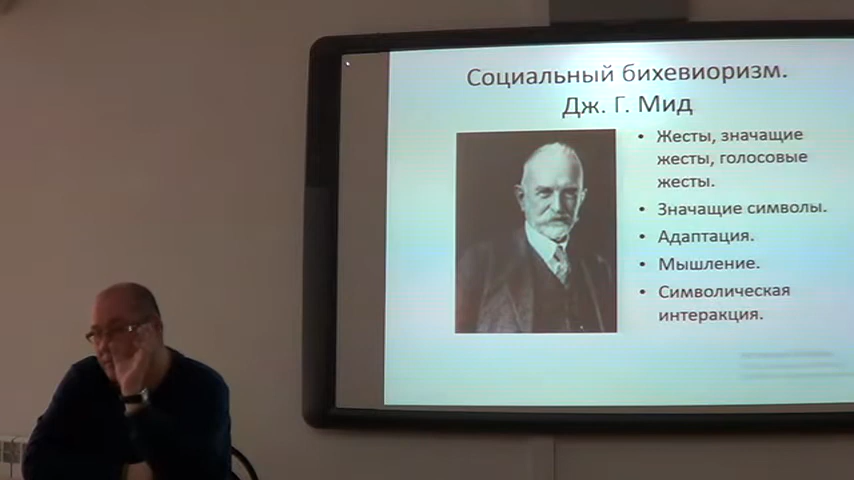 Социальный бихевиоризм.
Дж. Г. Мид
• Жесты, значащие
жесты, голосовые
жесты.
• Значащие символы.
• Адаптация.
• Мышление.
• Символическая
интеракция.